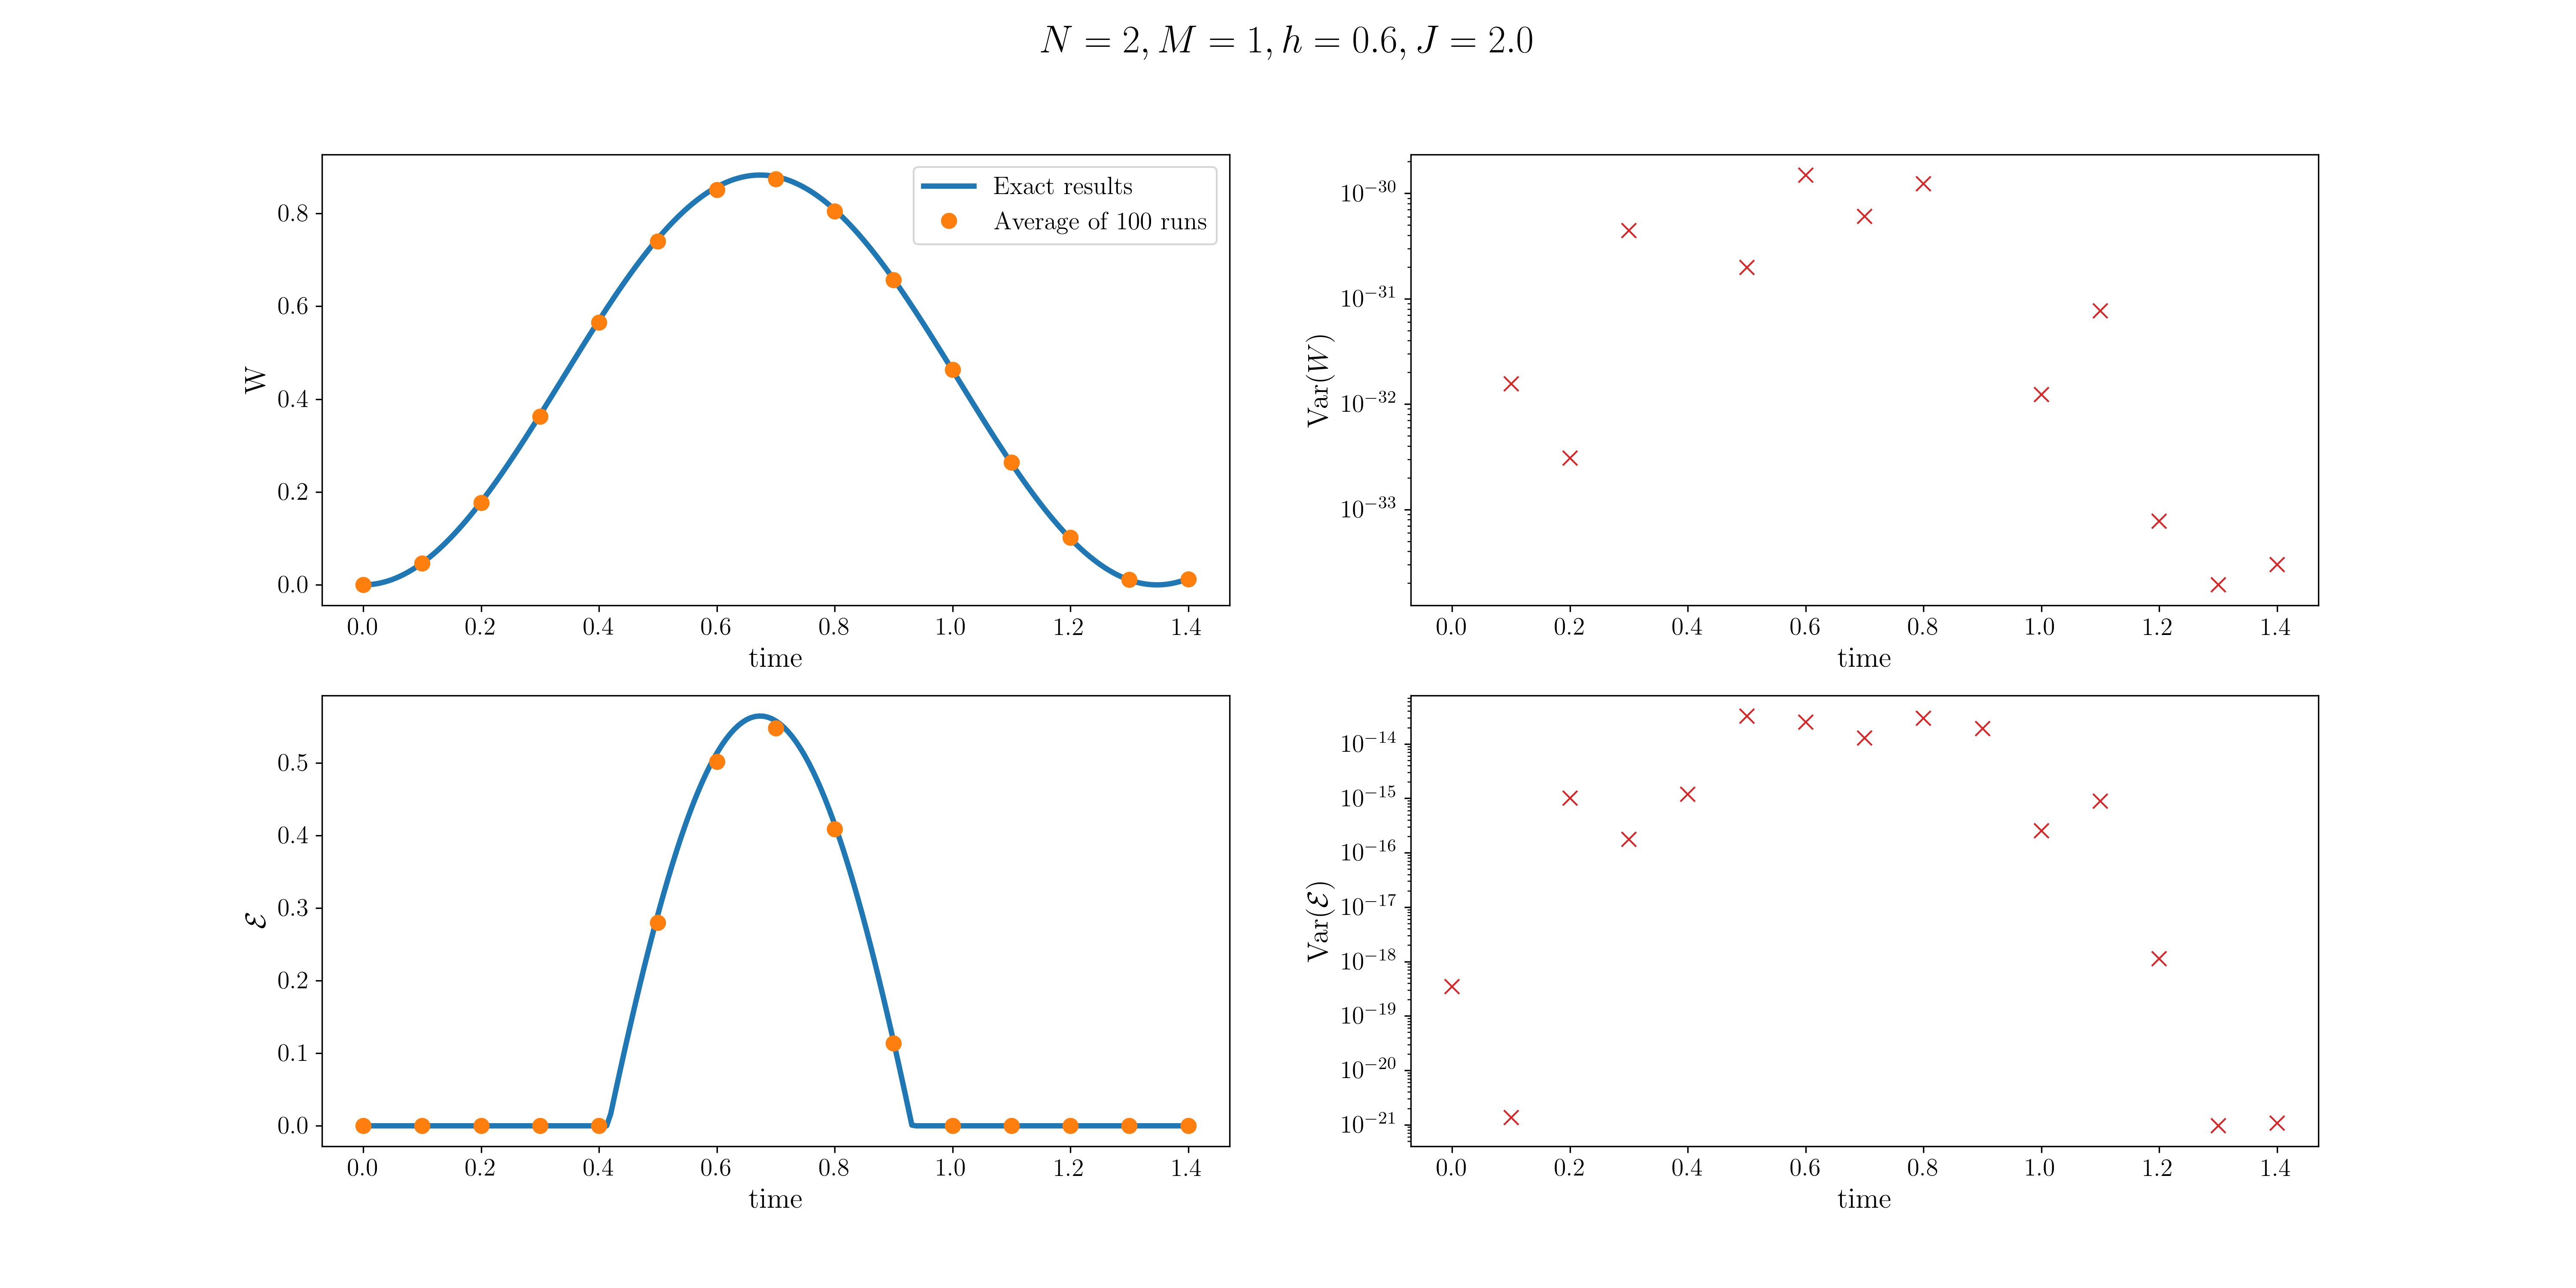 N = 2, M = 1, h = 0.6, J = 2.0
W
0.8
0.6
0.4
0.2
0.0
Exact results
Average of 100 runs
0.0 0.2 0.4 0.6 0.8 1.0 1.2 1.4
time
Var(W)
10⁻³⁰
10⁻³¹
10⁻³²
10⁻³³
0.0 0.2 0.4 0.6 0.8 1.0 1.2 1.4
time
ℰ
0.5
0.4
0.3
0.2
0.1
0.0
0.0 0.2 0.4 0.6 0.8 1.0 1.2 1.4
time
Var(ℰ)
10⁻¹⁴
10⁻¹⁵
10⁻¹⁶
10⁻¹⁷
10⁻¹⁸
10⁻¹⁹
10⁻²⁰
10⁻²¹
0.0 0.2 0.4 0.6 0.8 1.0 1.2 1.4
time